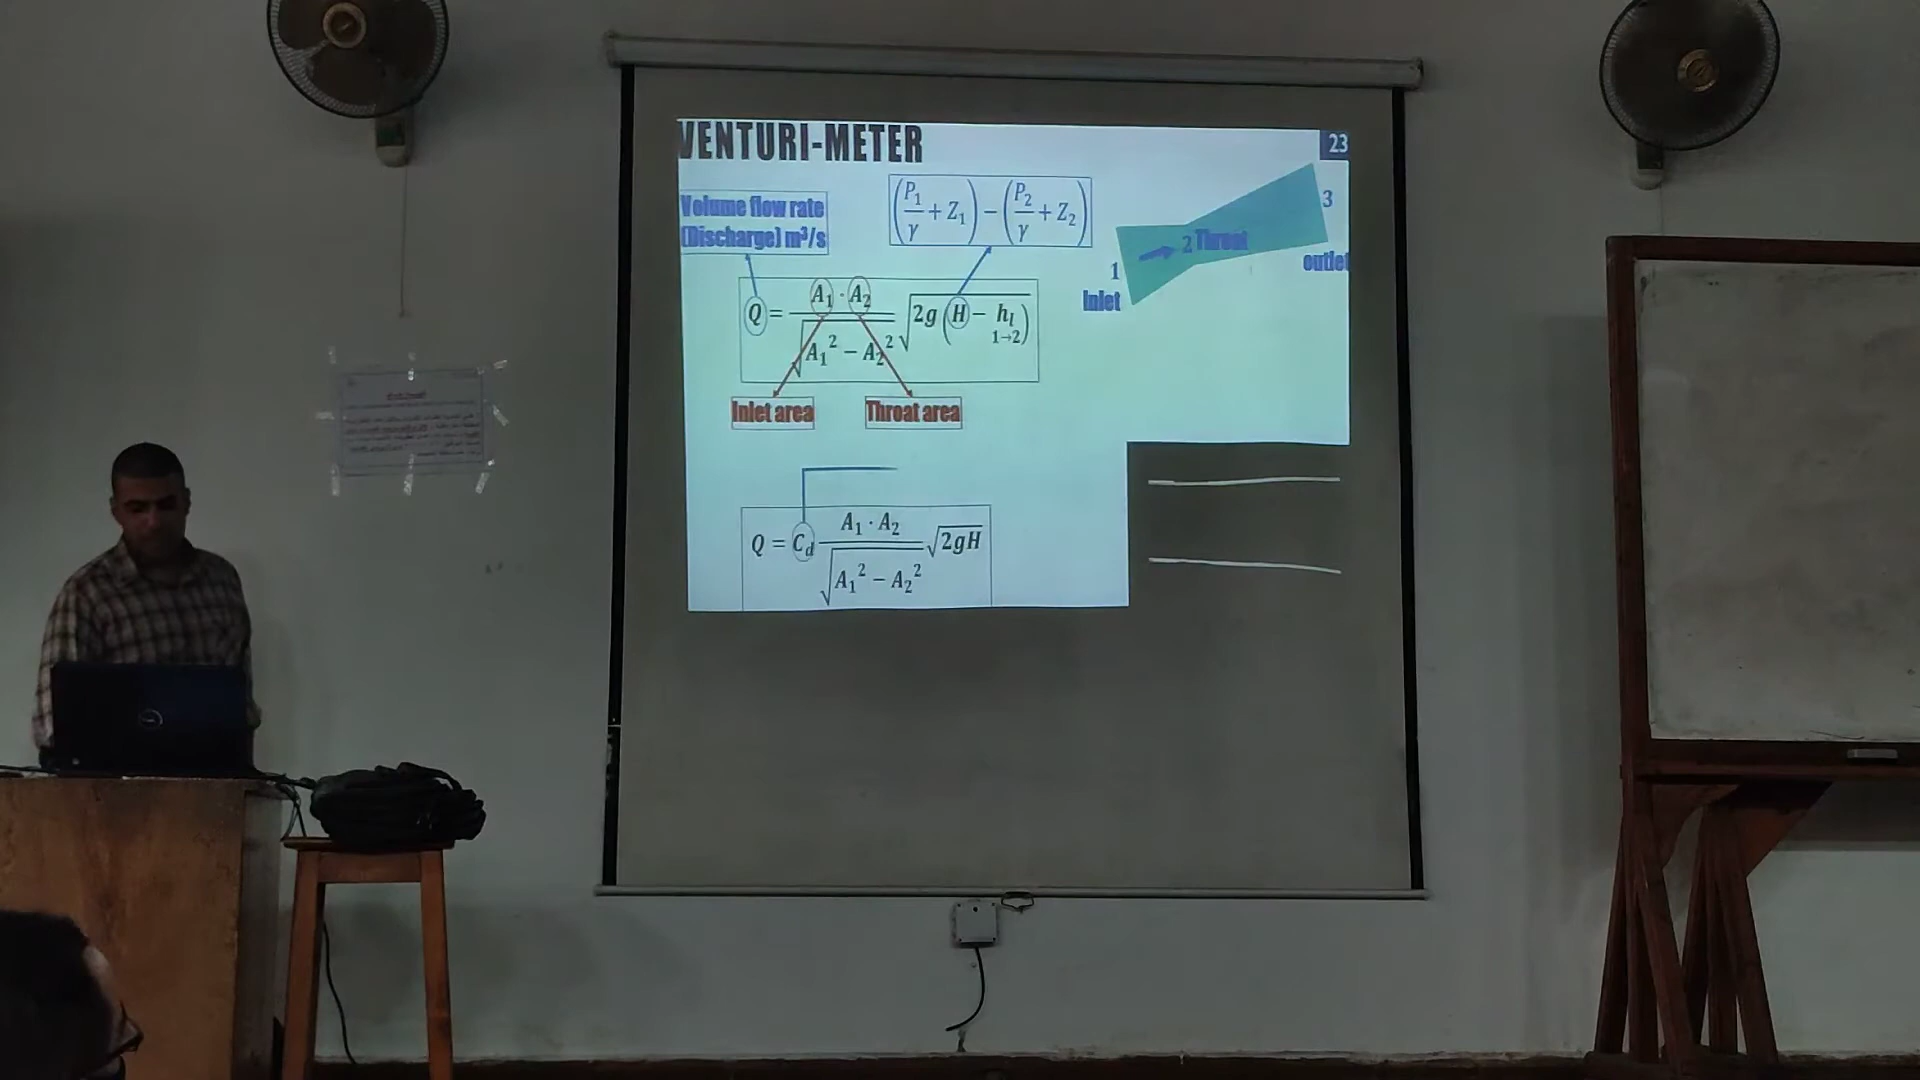 VENTURI-METER
23
Volume flow rate
(Discharge) m³/s
(P₁/γ + Z₁) − (P₂/γ + Z₂)
3
2 Throat
outlet
1
Inlet
Q = A₁ · A₂ / √(A₁² − A₂²) √(2g (H − hₗ 1→2))
Inlet area
Throat area
Q = C_d A₁ · A₂ / √(A₁² − A₂²) √(2gH)